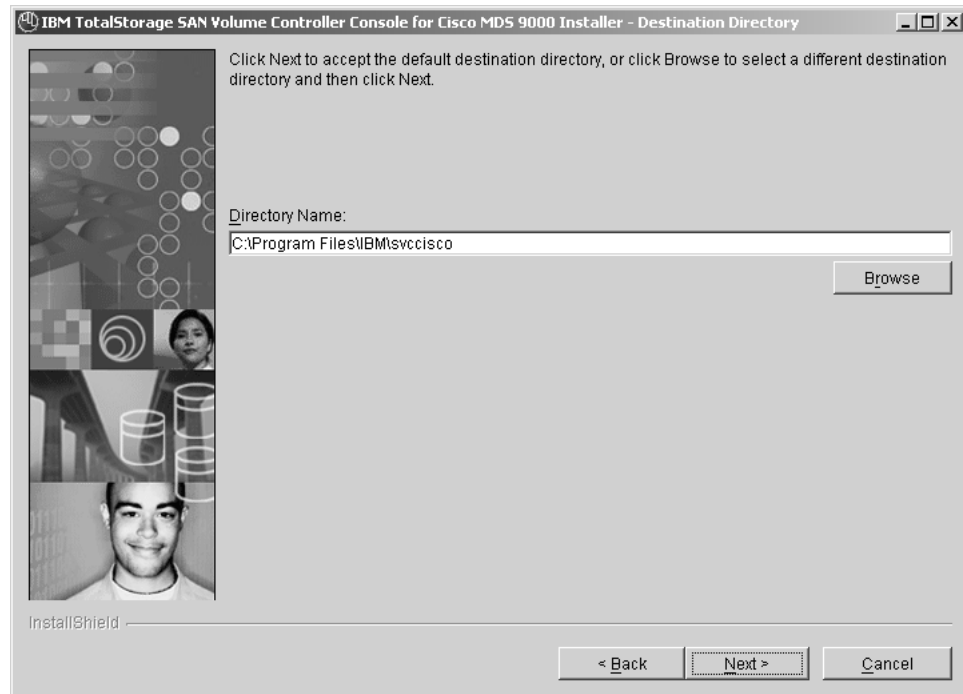 IBM TotalStorage SAN Volume Controller Console for Cisco MDS 9000 Installer - Destination Directory
Click Next to accept the default destination directory, or click Browse to select a different destination
directory and then click Next.
Directory Name:
C:\Program Files\IBM\svccisco
Browse
InstallShield
< Back
Next >
Cancel